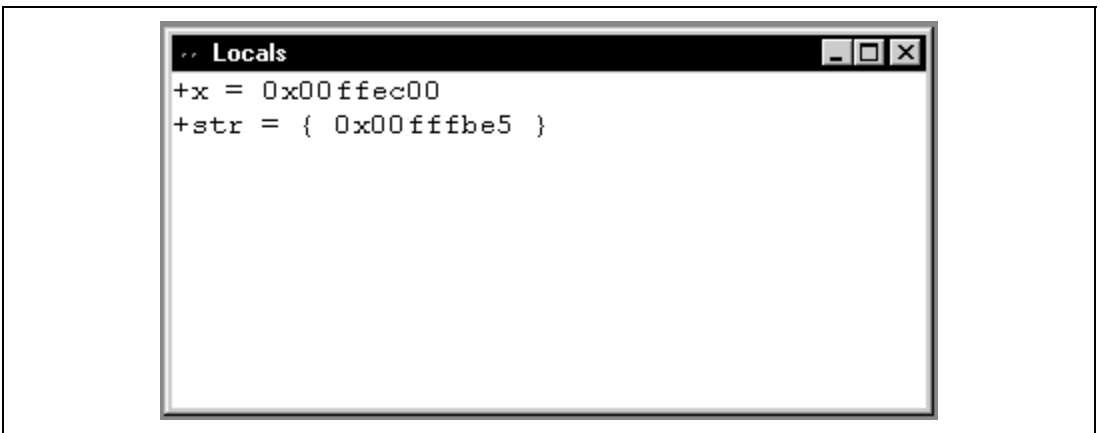 Locals
+x = 0x00ffec00
+str = { 0x00fffbe5 }